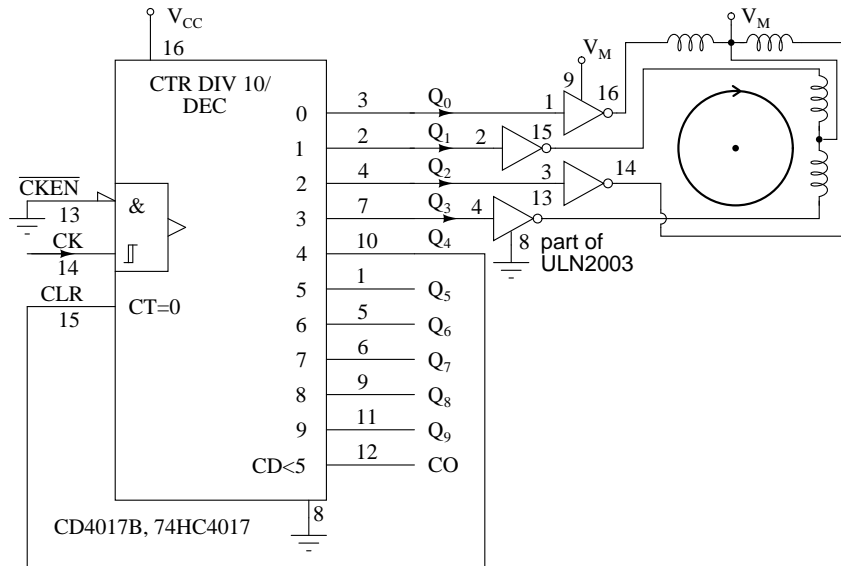 V_CC
16
CTR DIV 10/
DEC
CKEN
13
&
CK
14
CLR
15
CT=0
0 3 Q_0
1 2 Q_1
2 4 Q_2
3 7 Q_3
4 10 Q_4
5 1 Q_5
6 5 Q_6
7 6 Q_7
8 9 Q_8
9 11 Q_9
CD<5 12 CO
8
CD4017B, 74HC4017
V_M
9
1 16
2 15
3 14
4 13
8
part of
ULN2003
V_M